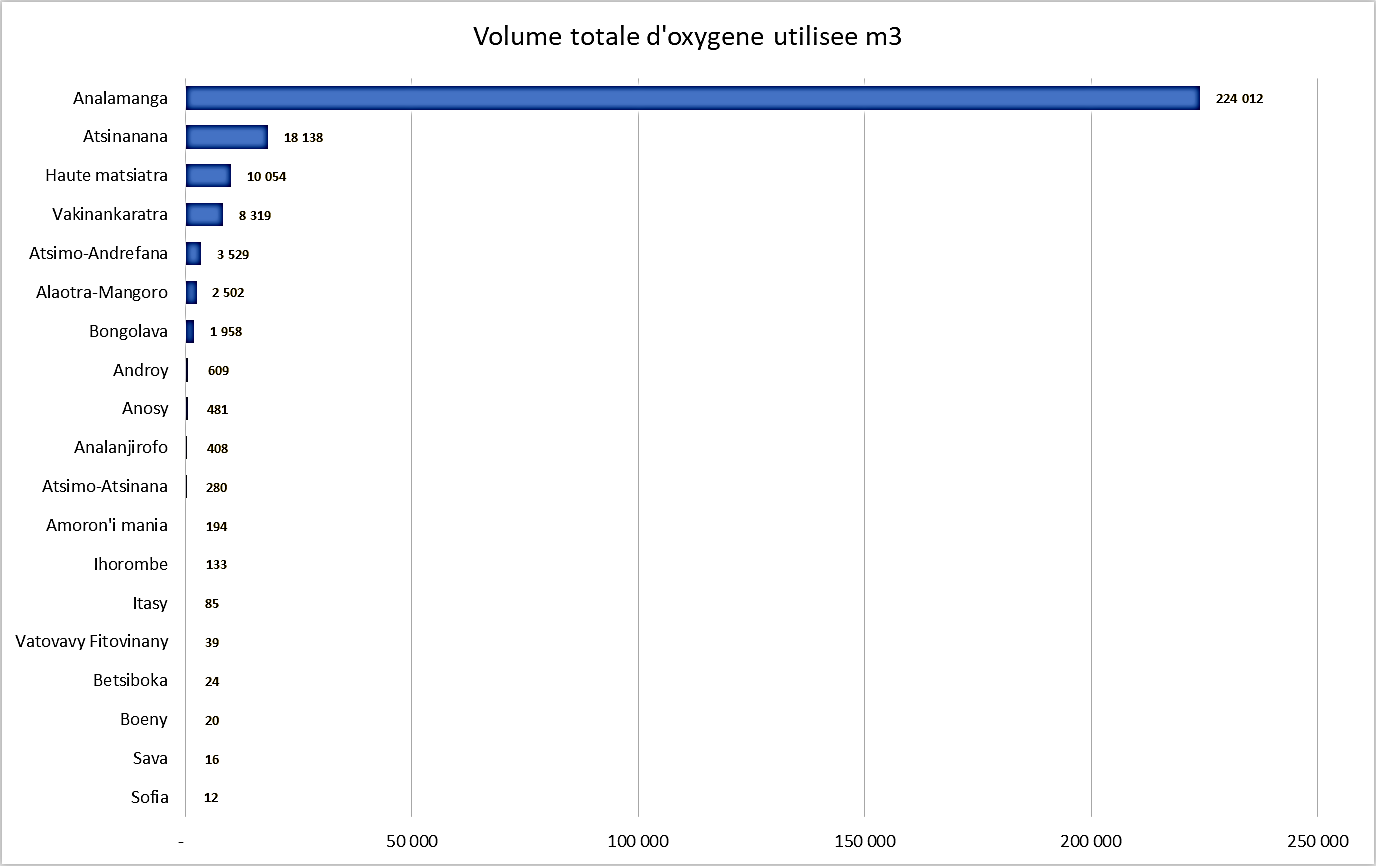 Volume totale d'oxygene utilisee m3
Analamanga 224 012
Atsinanana 18 138
Haute matsiatra 10 054
Vakinankaratra 8 319
Atsimo-Andrefana 3 529
Alaotra-Mangoro 2 502
Bongolava 1 958
Androy 609
Anosy 481
Analanjirofo 408
Atsimo-Atsinana 280
Amoron'i mania 194
Ihorombe 133
Itasy 85
Vatovavy Fitovinany 39
Betsiboka 24
Boeny 20
Sava 16
Sofia 12
- 50 000 100 000 150 000 200 000 250 000